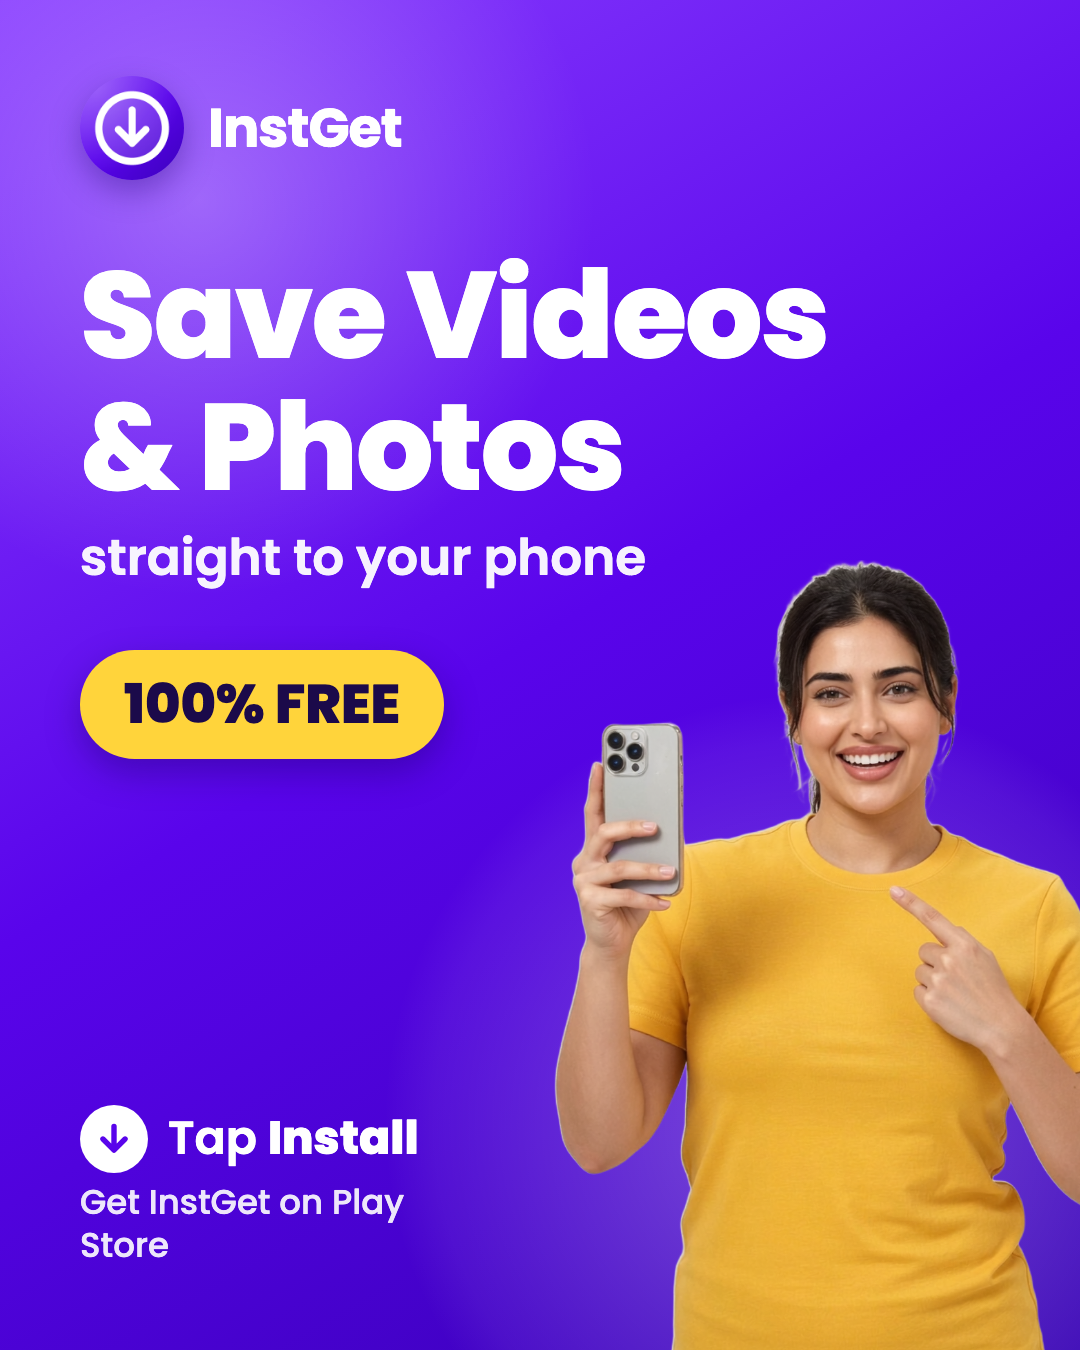 InstGet
Save Videos
& Photos
straight to your phone
100% FREE
Tap Install
Get InstGet on Play
Store